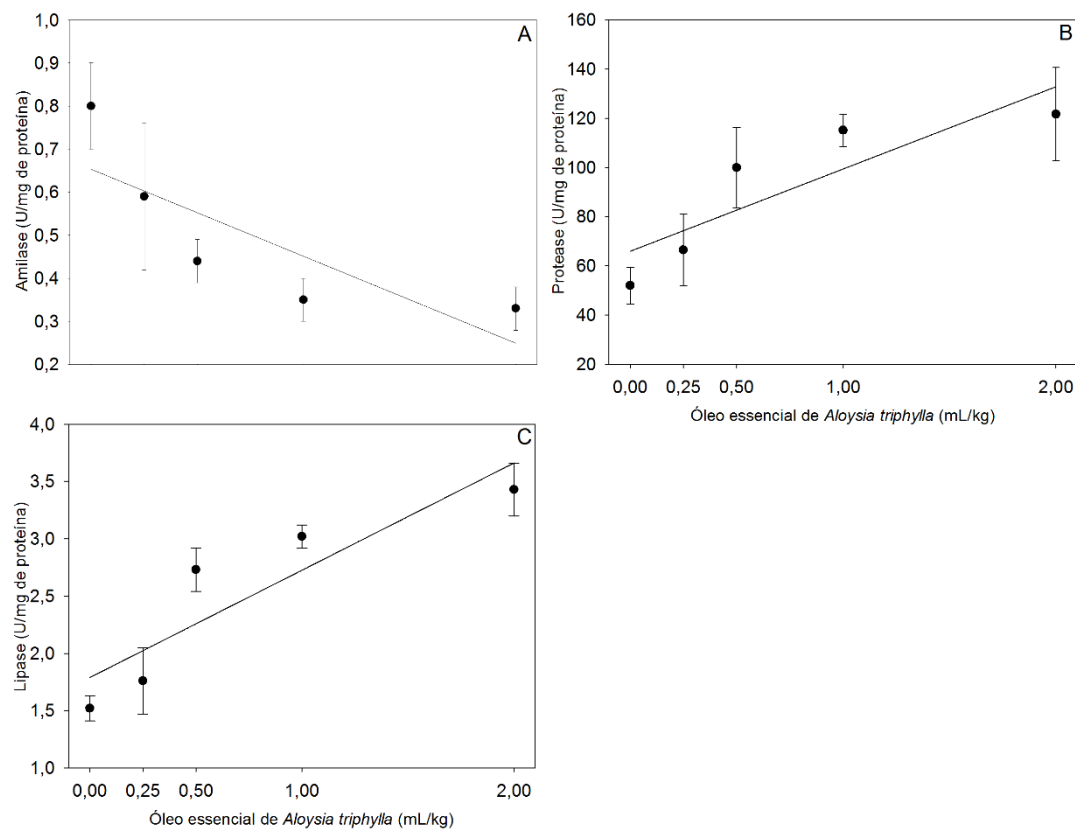 A
Amilase (U/mg de proteína)
1,0
0,9
0,8
0,7
0,6
0,5
0,4
0,3
0,2
B
Protease (U/mg de proteína)
160
140
120
100
80
60
40
20
0,00 0,25 0,50 1,00 2,00
Óleo essencial de Aloysia triphylla (mL/kg)
C
Lipase (U/mg de proteína)
4,0
3,5
3,0
2,5
2,0
1,5
1,0
0,00 0,25 0,50 1,00 2,00
Óleo essencial de Aloysia triphylla (mL/kg)